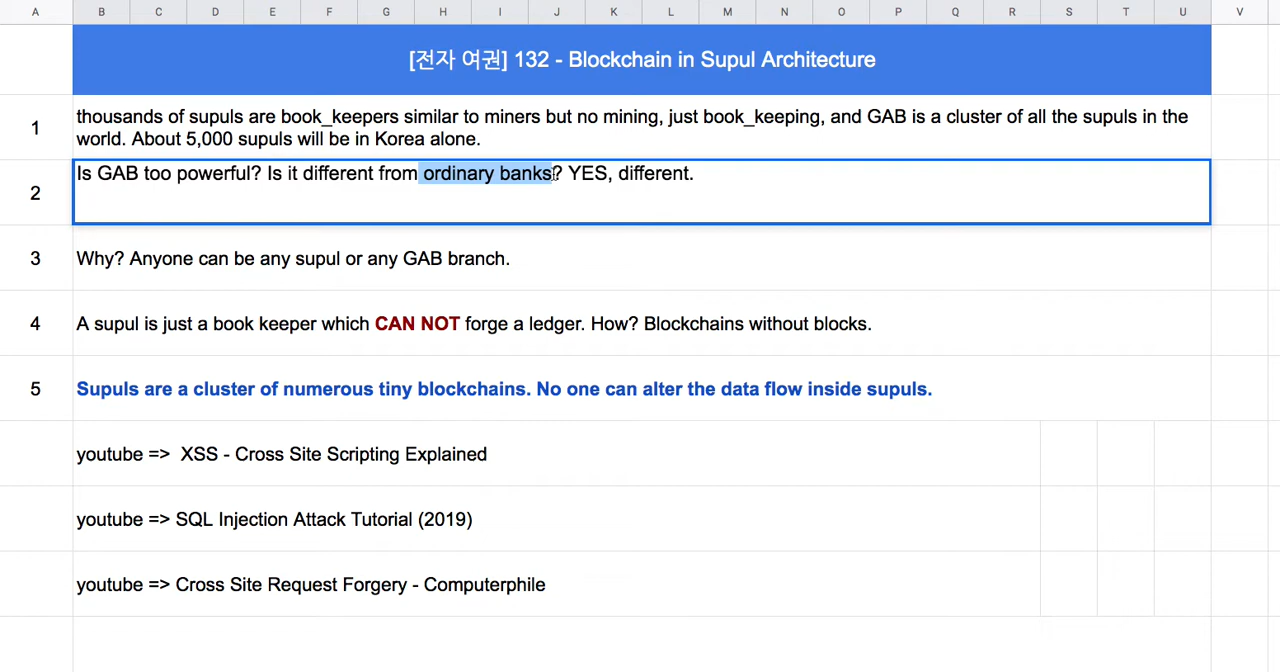 A B C D E F G H I J K L M N O P Q R S T U V
[전자 여권] 132 - Blockchain in Supul Architecture
1 thousands of supuls are book_keepers similar to miners but no mining, just book_keeping, and GAB is a cluster of all the supuls in the
world. About 5,000 supuls will be in Korea alone.
2 Is GAB too powerful? Is it different from ordinary banks? YES, different.
3 Why? Anyone can be any supul or any GAB branch.
4 A supul is just a book keeper which CAN NOT forge a ledger. How? Blockchains without blocks.
5 Supuls are a cluster of numerous tiny blockchains. No one can alter the data flow inside supuls.
youtube => XSS - Cross Site Scripting Explained
youtube => SQL Injection Attack Tutorial (2019)
youtube => Cross Site Request Forgery - Computerphile